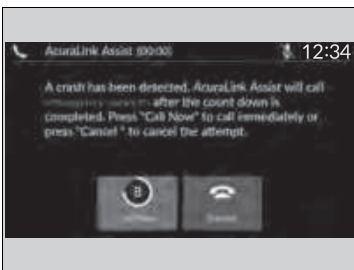 AcuraLink Assist (00:00) 12:34
A crash has been detected. AcuraLink Assist will call
after the count down is
completed. Press "Call Now" to call immediately or
press "Cancel " to cancel the attempt.
8